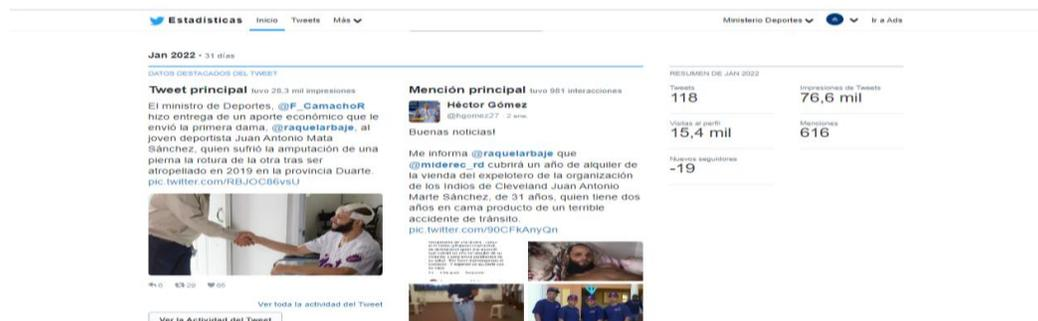 Estadísticas Inicio Tweets Más
Ministerio Deportes Ir a Ads
Jan 2022 • 31 días
DATOS DESTACADOS DEL TWEET
Tweet principal tuvo 28,3 mil impresiones
El ministro de Deportes, @F_CamachoR
hizo entrega de un aporte económico que le
envió la primera dama, @raquelarbaje, al
joven deportista Juan Antonio Mata
Sánchez, quien sufrió la amputación de una
pierna la rotura de la otra tras ser
atropellado en 2019 en la provincia Duarte.
pic.twitter.com/RBJOC86vsU
Ver toda la actividad del Tweet
Ver la Actividad del Tweet
Mención principal tuvo 981 interacciones
Héctor Gómez
@hgomez27 · 2 ene.
Buenas noticias!
Me informa @raquelarbaje que
@miderec_rd cubrirá un año de alquiler de
la vienda del expelotero de la organización
de los Indios de Cleveland Juan Antonio
Marte Sánchez, de 31 años, quien tiene dos
años en cama producto de un terrible
accidente de tránsito.
pic.twitter.com/90CFkAnyQn
RESUMEN DE JAN 2022
Tweets
118
Impresiones de Tweets
76,6 mil
Visitas al perfil
15,4 mil
Menciones
616
Nuevos seguidores
-19